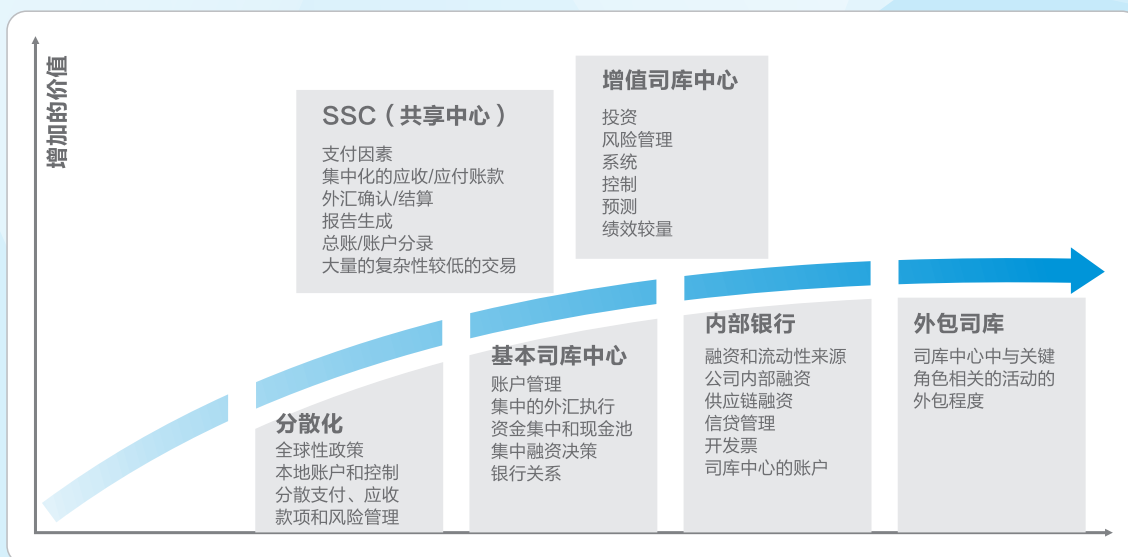 增加的价值
SSC（共享中心）
支付因素
集中化的应收/应付账款
外汇确认/结算
报告生成
总账/账户分录
大量的复杂性较低的交易
增值司库中心
投资
风险管理
系统
控制
预测
绩效较量
分散化
全球性政策
本地账户和控制
分散支付、应收
款项和风险管理
基本司库中心
账户管理
集中的外汇执行
资金集中和现金池
集中融资决策
银行关系
内部银行
融资和流动性来源
公司内部融资
供应链融资
信贷管理
开发票
司库中心的账户
外包司库
司库中心中与关键
角色相关的活动的
外包程度